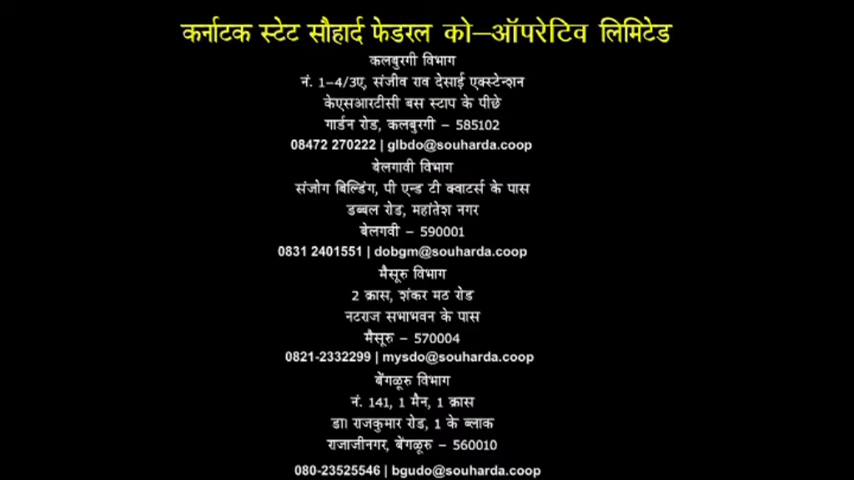 कर्नाटक स्टेट सौहार्द फेडरल को–ऑपरेटिव लिमिटेड
कलबुरगी विभाग
नं. 1–4/3ए, संजीव राव देसाई एक्स्टेन्शन
केएसआरटीसी बस स्टाप के पीछे
गार्डन रोड, कलबुरगी – 585102
08472 270222 | glbdo@souharda.coop
बेलगावी विभाग
संजोग बिल्डिंग, पी एन्ड टी क्वाटर्स के पास
डब्बल रोड, महांतेश नगर
बेलगवी – 590001
0831 2401551 | dobgm@souharda.coop
मैसूरु विभाग
2 क्रास, शंकर मठ रोड
नटराज सभाभवन के पास
मैसूरु – 570004
0821-2332299 | mysdo@souharda.coop
बेंगळूरु विभाग
नं. 141, 1 मैन, 1 क्रास
डा। राजकुमार रोड, 1 के ब्लाक
राजाजीनगर, बेंगळूरु – 560010
080-23525546 | bgudo@souharda.coop